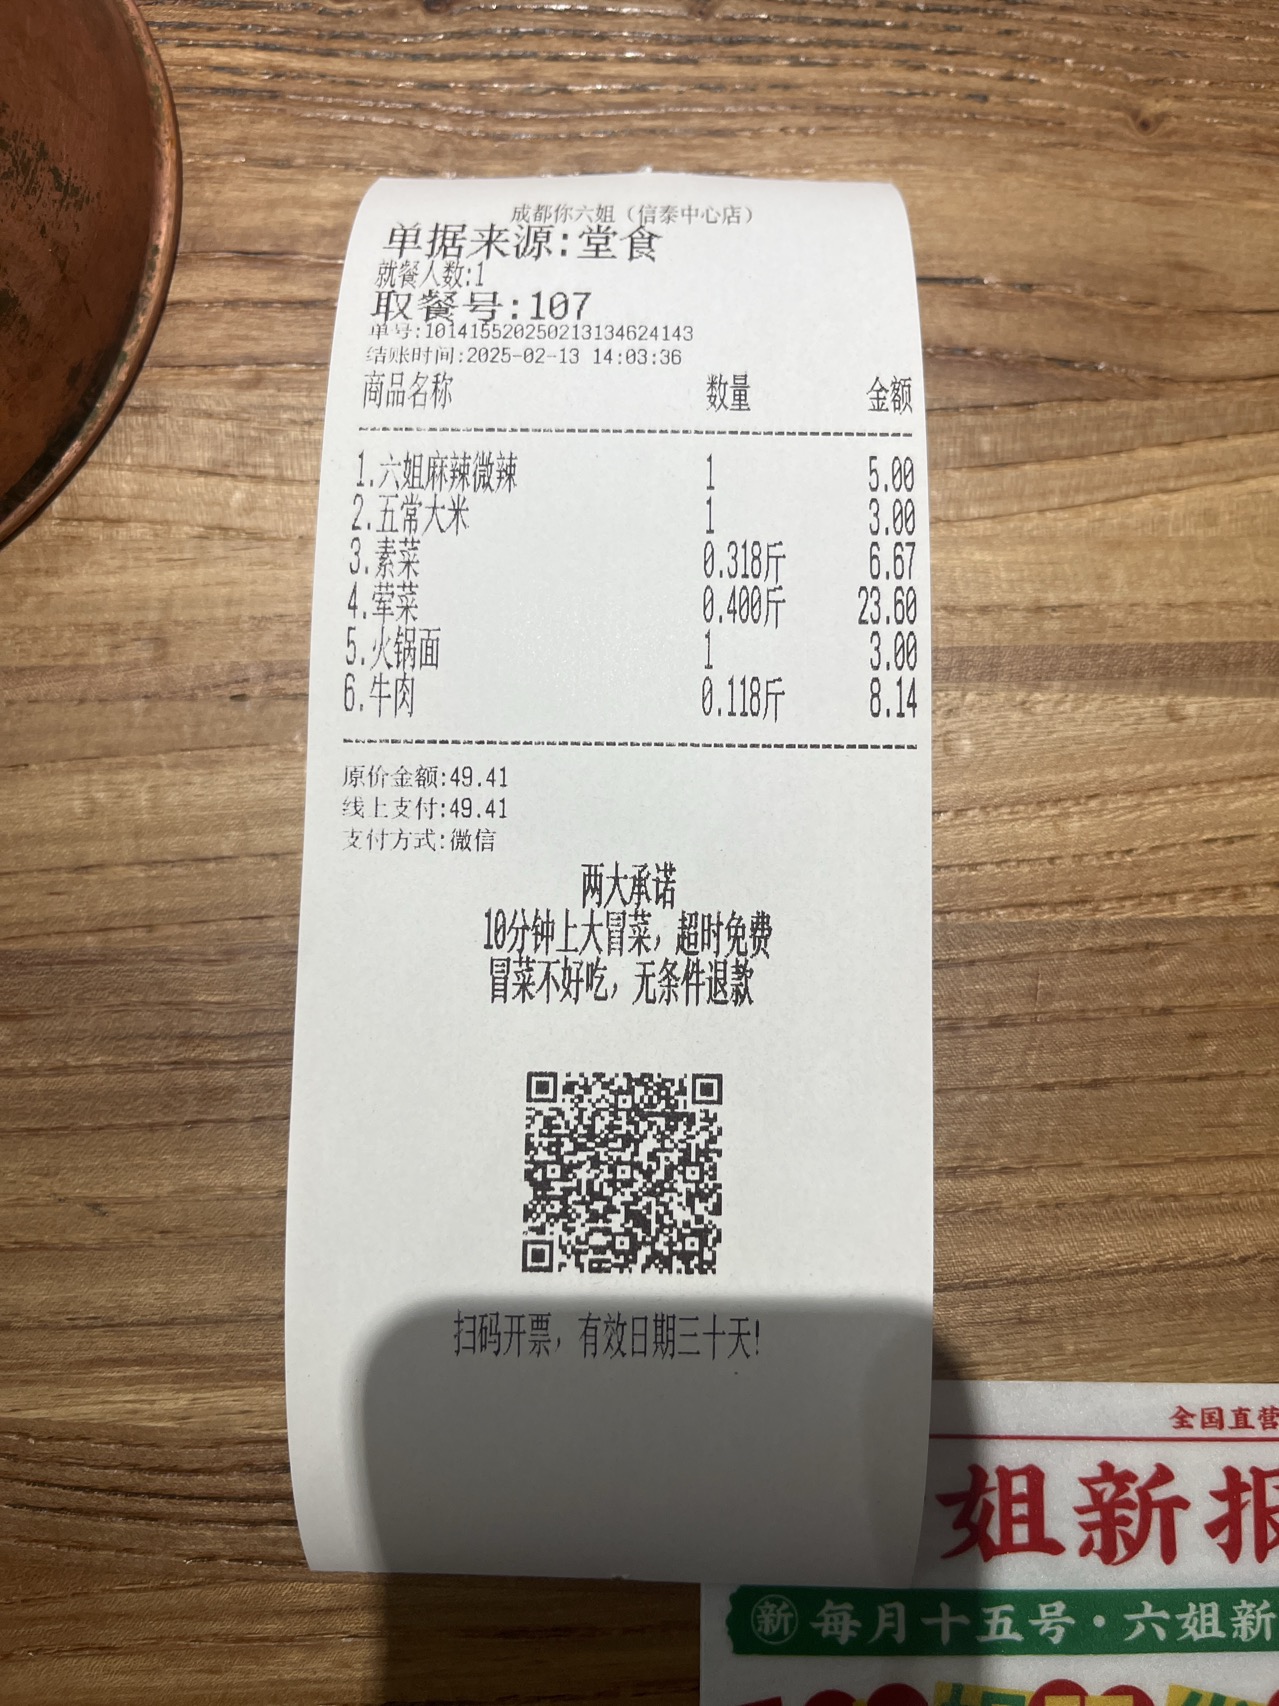 成都你六姐（信泰中心店）
单据来源:堂食
就餐人数:1
取餐号:107
单号:1014155202502131346​24143
结账时间:2025-02-13 14:03:36
商品名称 数量 金额
1.六姐麻辣微辣 1 5.00
2.五常大米 1 3.00
3.素菜 0.318斤 6.67
4.荤菜 0.400斤 23.60
5.火锅面 1 3.00
6.牛肉 0.118斤 8.14
原价金额:49.41
线上支付:49.41
支付方式:微信
两大承诺
10分钟上大冒菜，超时免费
冒菜不好吃，无条件退款
扫码开票，有效日期三十天!
全国直营
姐新报
新 每月十五号·六姐新